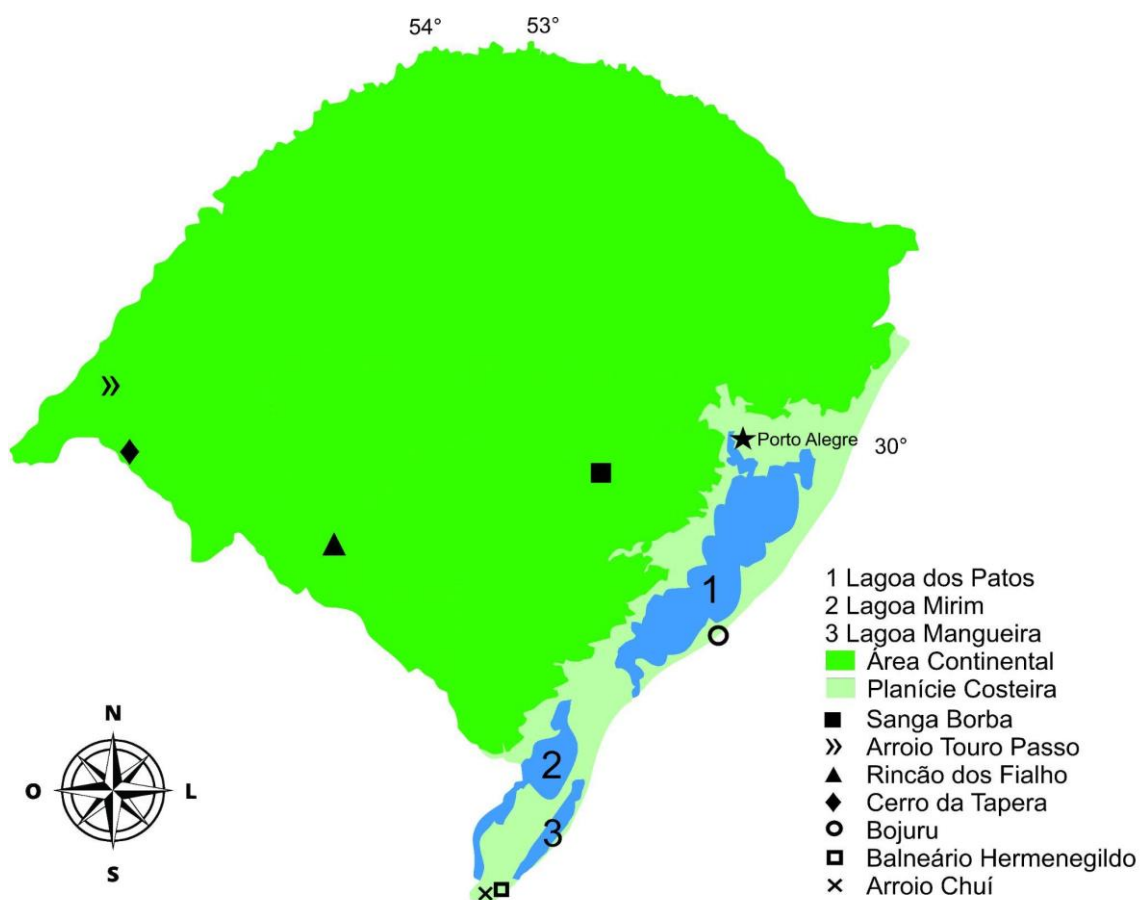 54° 53°
Porto Alegre 30°
1
2
3
N
O L
S
1 Lagoa dos Patos
2 Lagoa Mirim
3 Lagoa Mangueira
Área Continental
Planície Costeira
Sanga Borba
Arroio Touro Passo
Rincão dos Fialho
Cerro da Tapera
Bojuru
Balneário Hermenegildo
Arroio Chuí